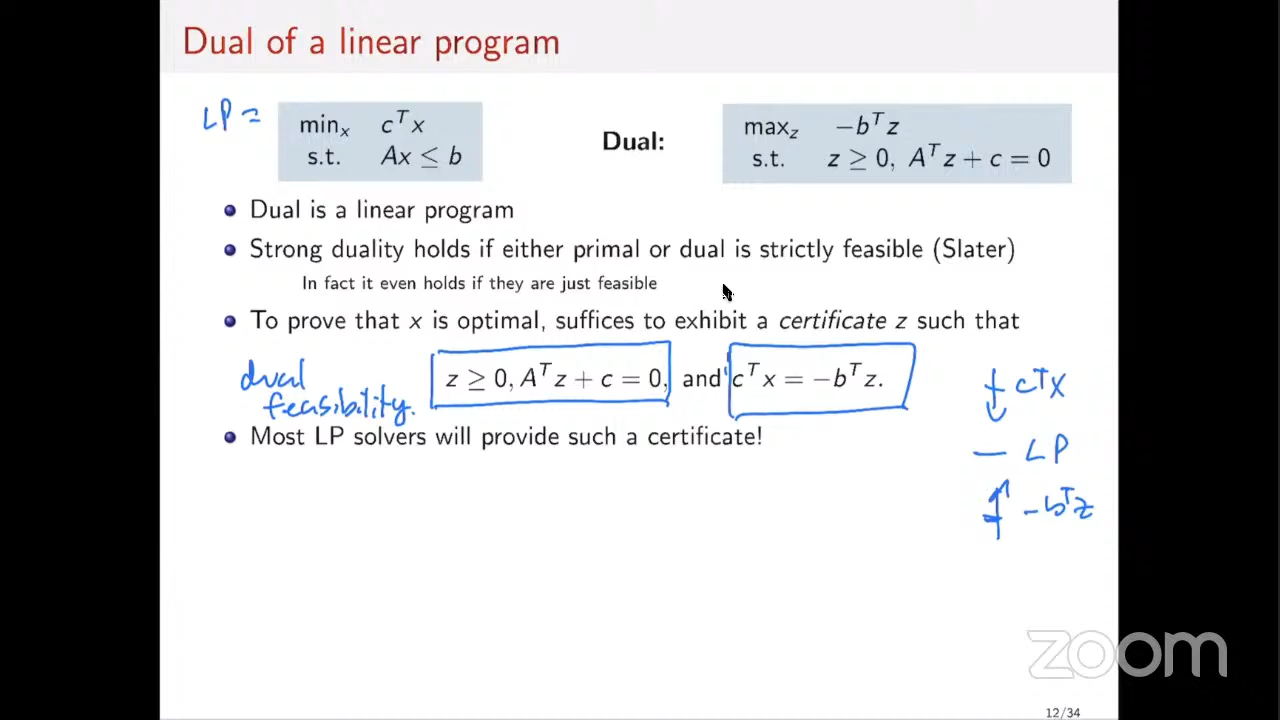 Dual of a linear program
LP =
min_x c^T x
s.t. Ax ≤ b
Dual:
max_z −b^T z
s.t. z ≥ 0, A^T z + c = 0
Dual is a linear program
Strong duality holds if either primal or dual is strictly feasible (Slater)
In fact it even holds if they are just feasible
To prove that x is optimal, suffices to exhibit a certificate z such that
dual
feasibility.
z ≥ 0, A^T z + c = 0, and c^T x = −b^T z.
c^T x
LP
−b^T z
Most LP solvers will provide such a certificate!
zoom
12/34